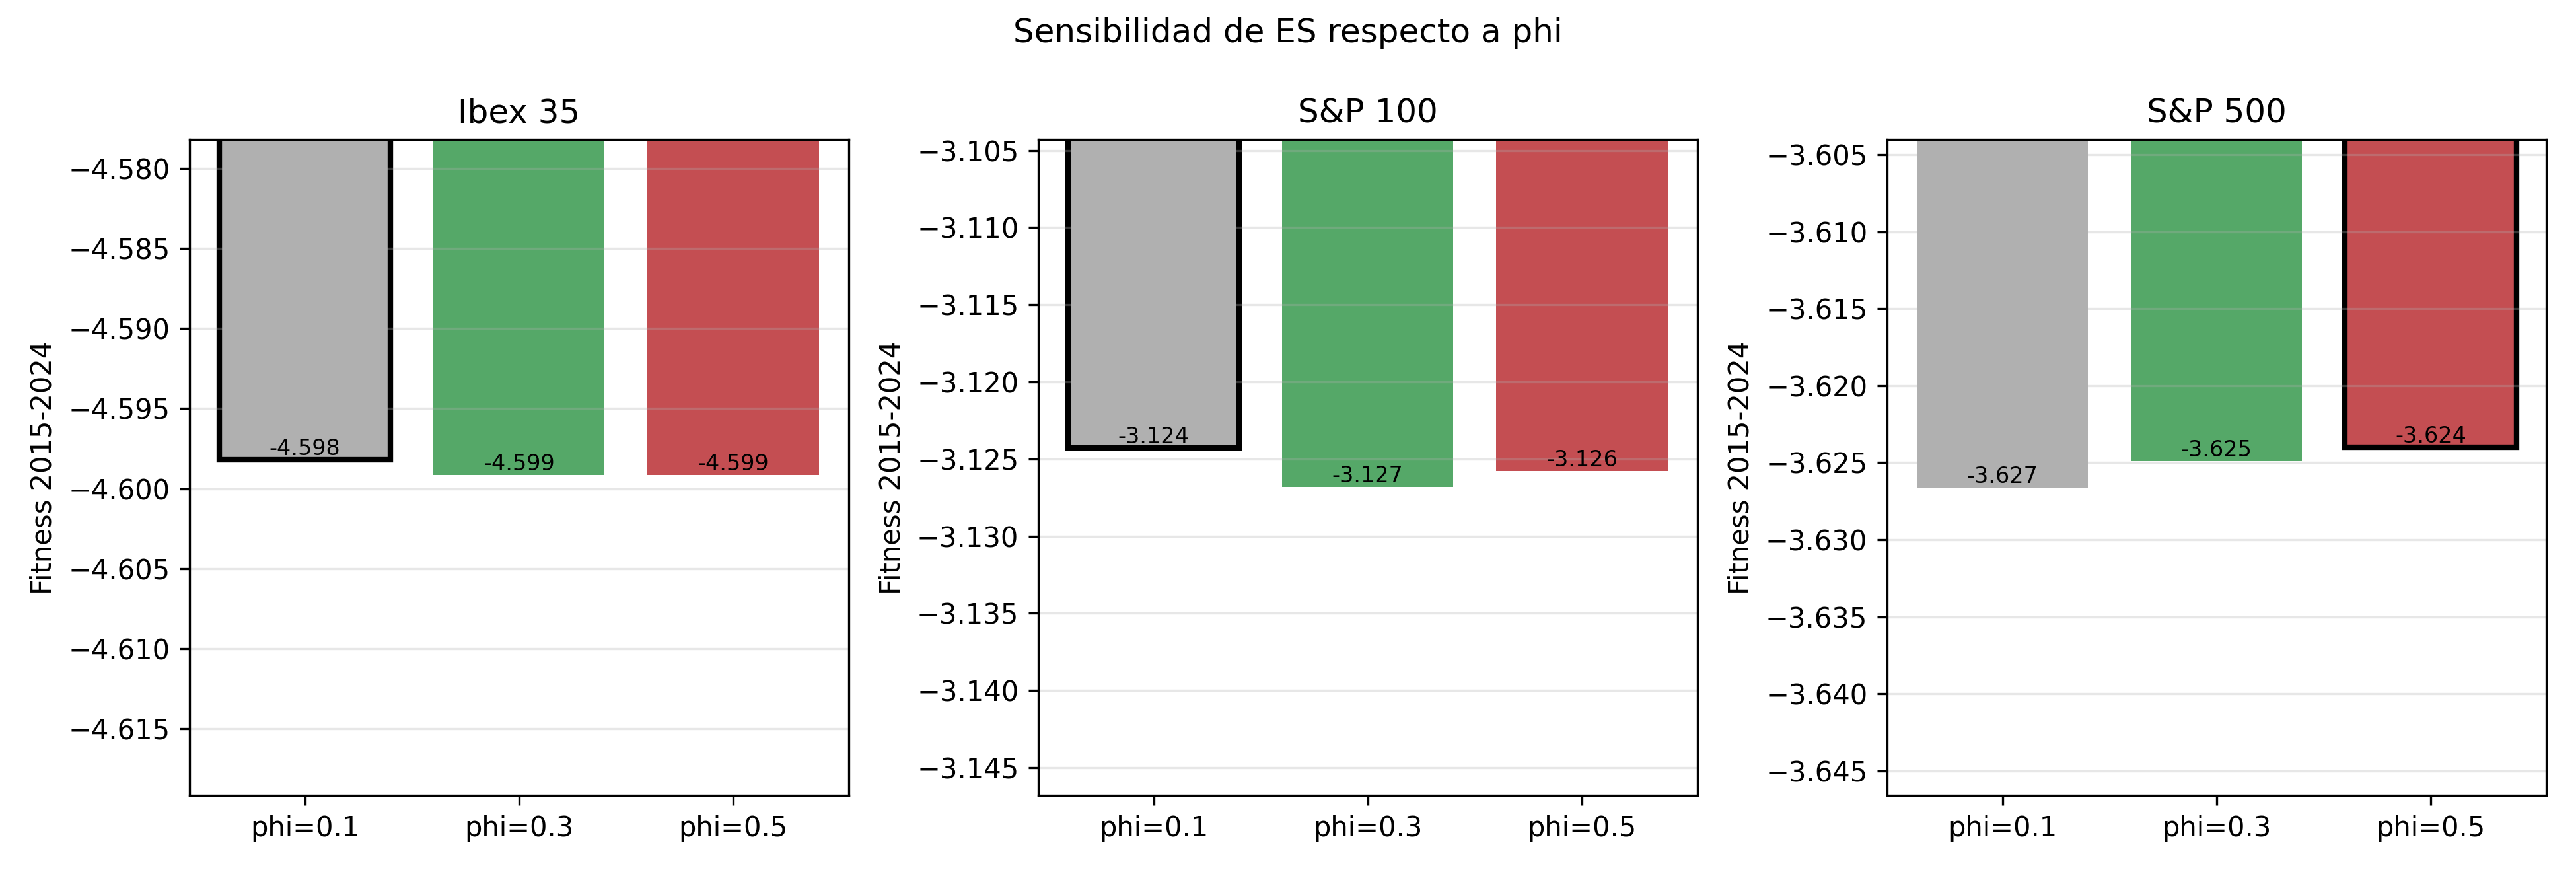 Sensibilidad de ES respecto a phi
Ibex 35
Fitness 2015-2024
−4.580
−4.585
−4.590
−4.595
−4.600
−4.605
−4.610
−4.615
-4.598
-4.599
-4.599
phi=0.1
phi=0.3
phi=0.5
S&P 100
Fitness 2015-2024
−3.105
−3.110
−3.115
−3.120
−3.125
−3.130
−3.135
−3.140
−3.145
-3.124
-3.127
-3.126
phi=0.1
phi=0.3
phi=0.5
S&P 500
Fitness 2015-2024
−3.605
−3.610
−3.615
−3.620
−3.625
−3.630
−3.635
−3.640
−3.645
-3.627
-3.625
-3.624
phi=0.1
phi=0.3
phi=0.5